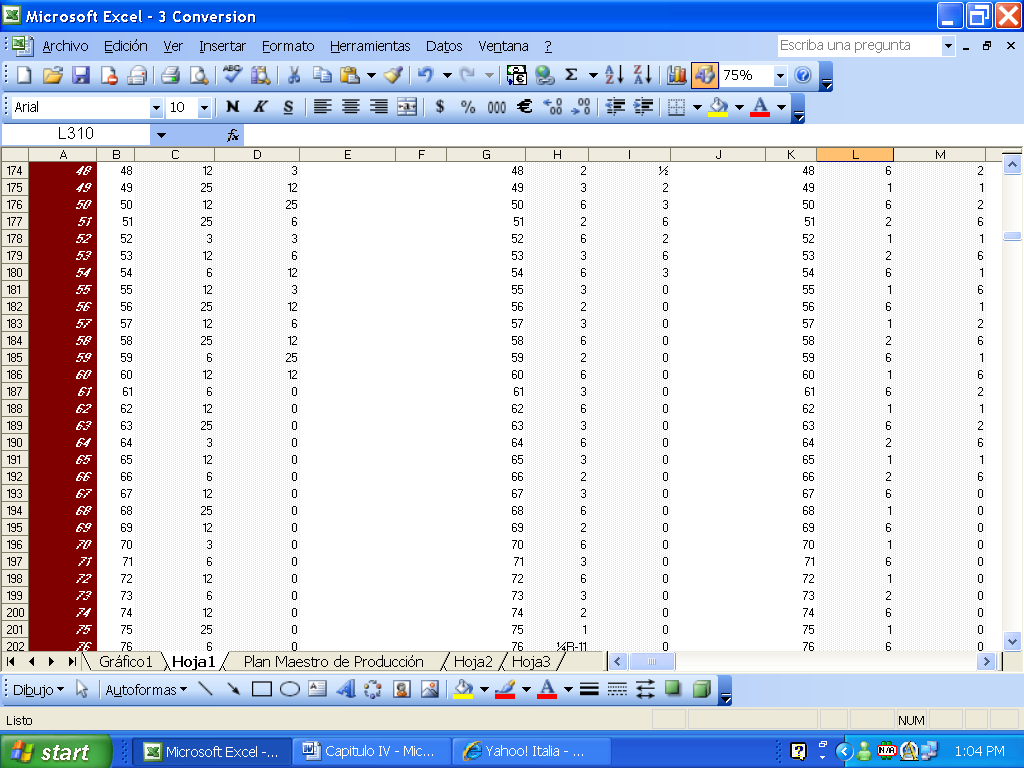 Microsoft Excel - 3 Conversion
Archivo Edición Ver Insertar Formato Herramientas Datos Ventana ? Escriba una pregunta
75%
Arial 10 N K S $ % 000 €
L310 fx
A B C D E F G H I J K L M
174 48 48 12 3 48 2 ½ 48 6 2
175 49 49 25 12 49 3 2 49 1 1
176 50 50 12 25 50 6 3 50 6 2
177 51 51 25 6 51 2 6 51 2 6
178 52 52 3 3 52 6 2 52 1 1
179 53 53 12 6 53 3 6 53 2 6
180 54 54 6 12 54 6 3 54 6 1
181 55 55 12 3 55 3 0 55 1 6
182 56 56 25 12 56 2 0 56 6 1
183 57 57 12 6 57 3 0 57 1 2
184 58 58 25 12 58 6 0 58 2 6
185 59 59 6 25 59 2 0 59 6 1
186 60 60 12 12 60 6 0 60 1 6
187 61 61 6 0 61 3 0 61 6 2
188 62 62 12 0 62 6 0 62 1 1
189 63 63 25 0 63 3 0 63 6 2
190 64 64 3 0 64 6 0 64 2 6
191 65 65 12 0 65 3 0 65 1 1
192 66 66 6 0 66 2 0 66 2 6
193 67 67 12 0 67 3 0 67 6 0
194 68 68 25 0 68 6 0 68 1 0
195 69 69 12 0 69 2 0 69 6 0
196 70 70 3 0 70 6 0 70 1 0
197 71 71 6 0 71 3 0 71 6 0
198 72 72 12 0 72 6 0 72 1 0
199 73 73 6 0 73 3 0 73 2 0
200 74 74 12 0 74 2 0 74 6 0
201 75 75 25 0 75 1 0 75 1 0
202 76 76 6 0 76 ¼B-11 0 76 6 0
Gráfico1 Hoja1 Plan Maestro de Producción Hoja2 Hoja3
Dibujo Autoformas
Listo NUM
start Microsoft Excel -... Capitulo IV - Mic... Yahoo! Italia - ... 1:04 PM